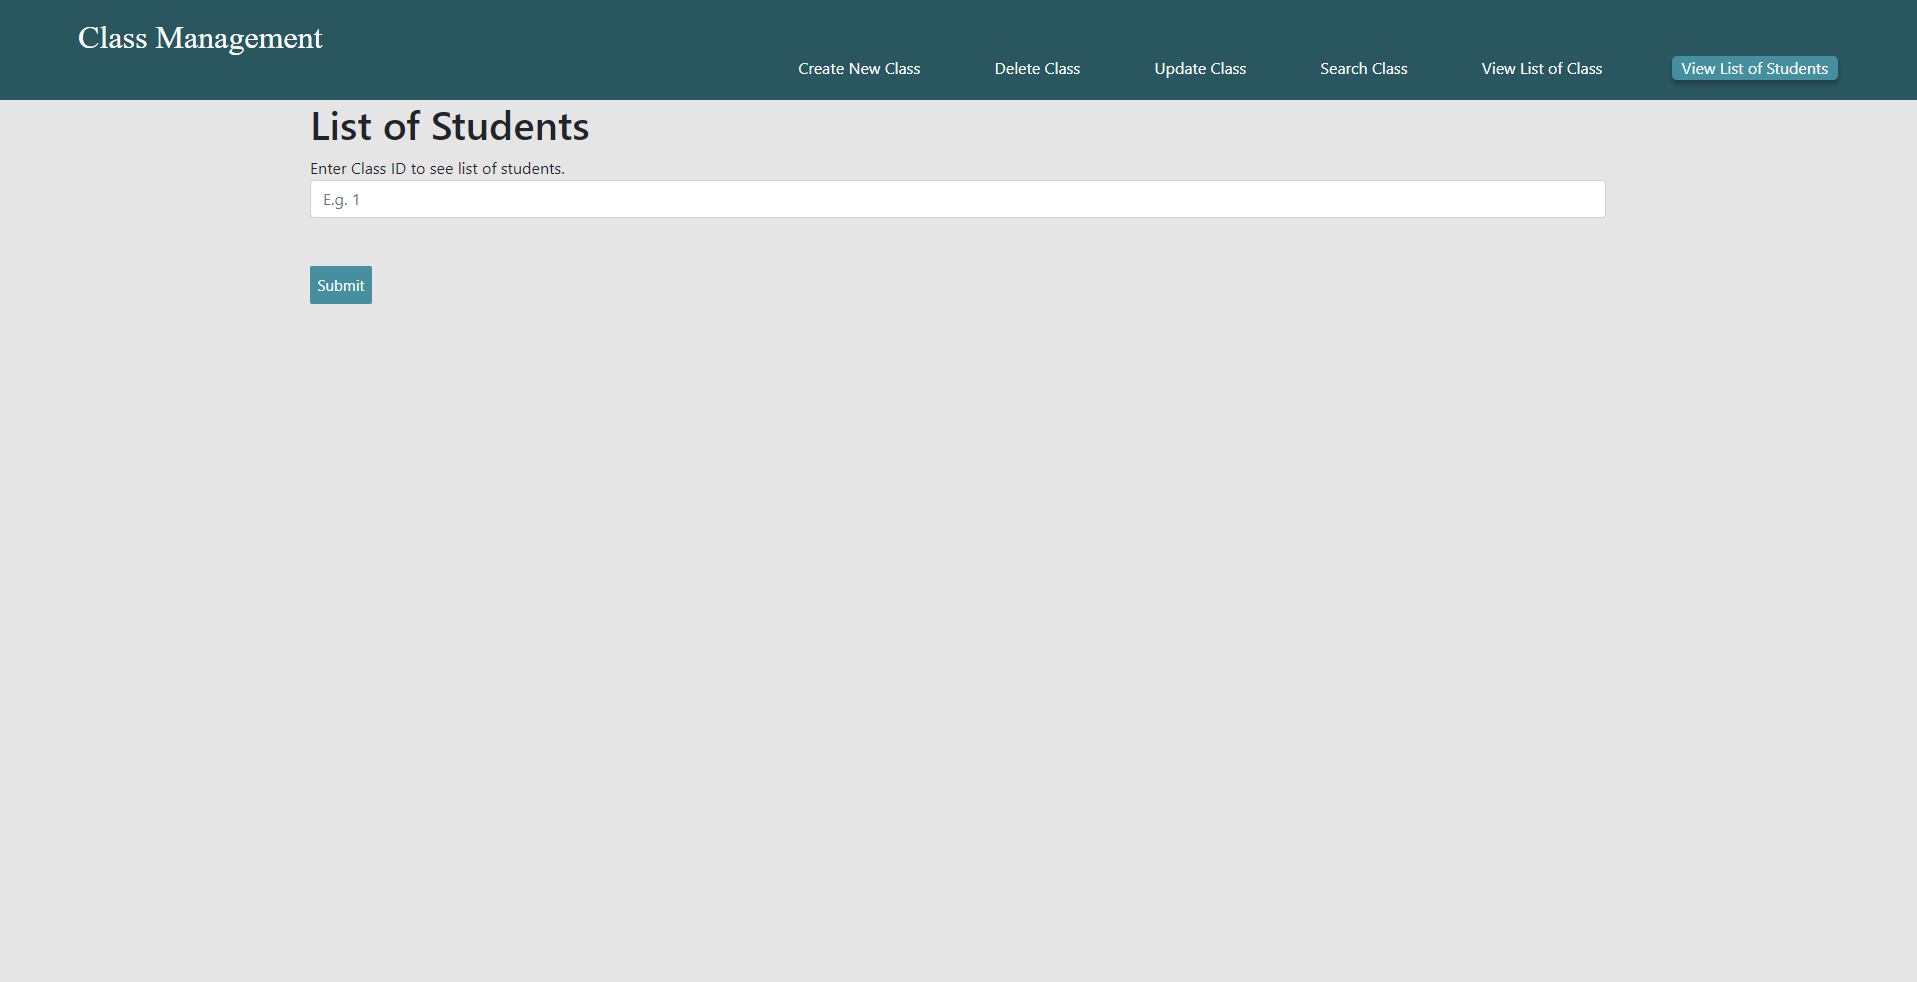 Class Management
Create New Class Delete Class Update Class Search Class View List of Class View List of Students
List of Students
Enter Class ID to see list of students.
E.g. 1
Submit